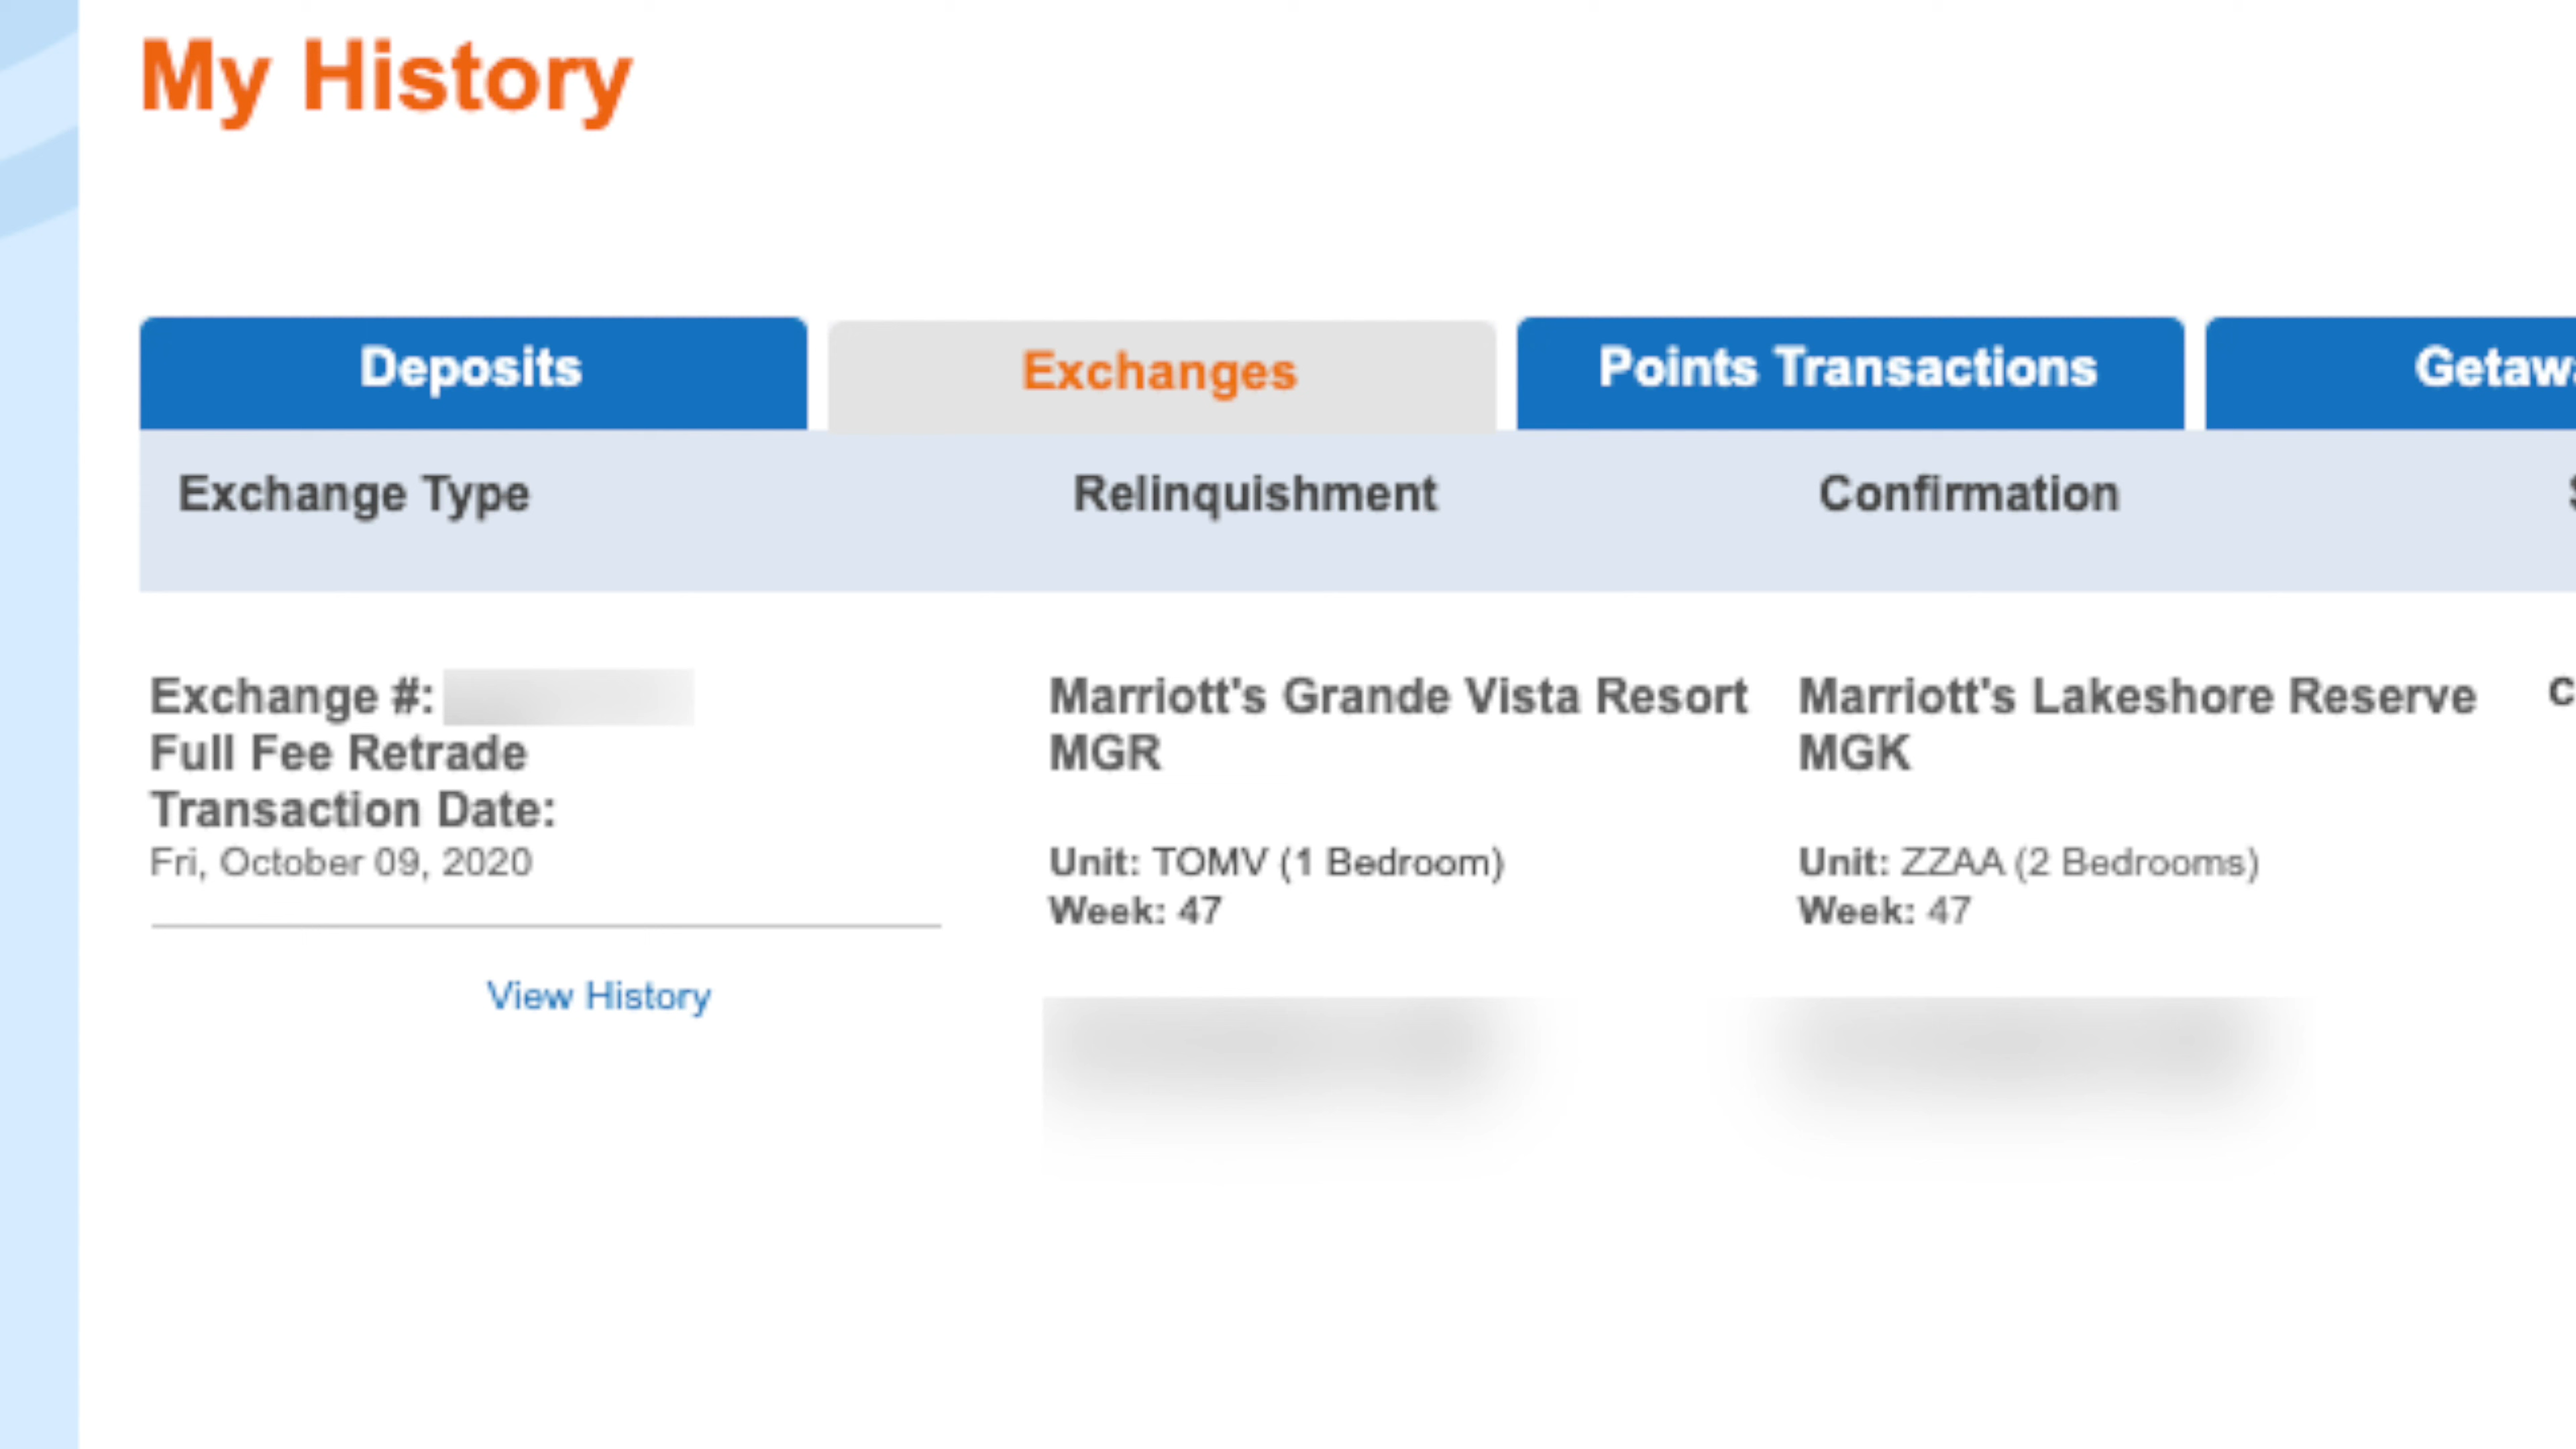 My History
Deposits
Exchanges
Points Transactions
Exchange Type
Relinquishment
Confirmation
Exchange #:
Full Fee Retrade
Transaction Date:
Fri, October 09, 2020
View History
Marriott's Grande Vista Resort
MGR
Unit: TOMV (1 Bedroom)
Week: 47
Marriott's Lakeshore Reserve
MGK
Unit: ZZAA (2 Bedrooms)
Week: 47